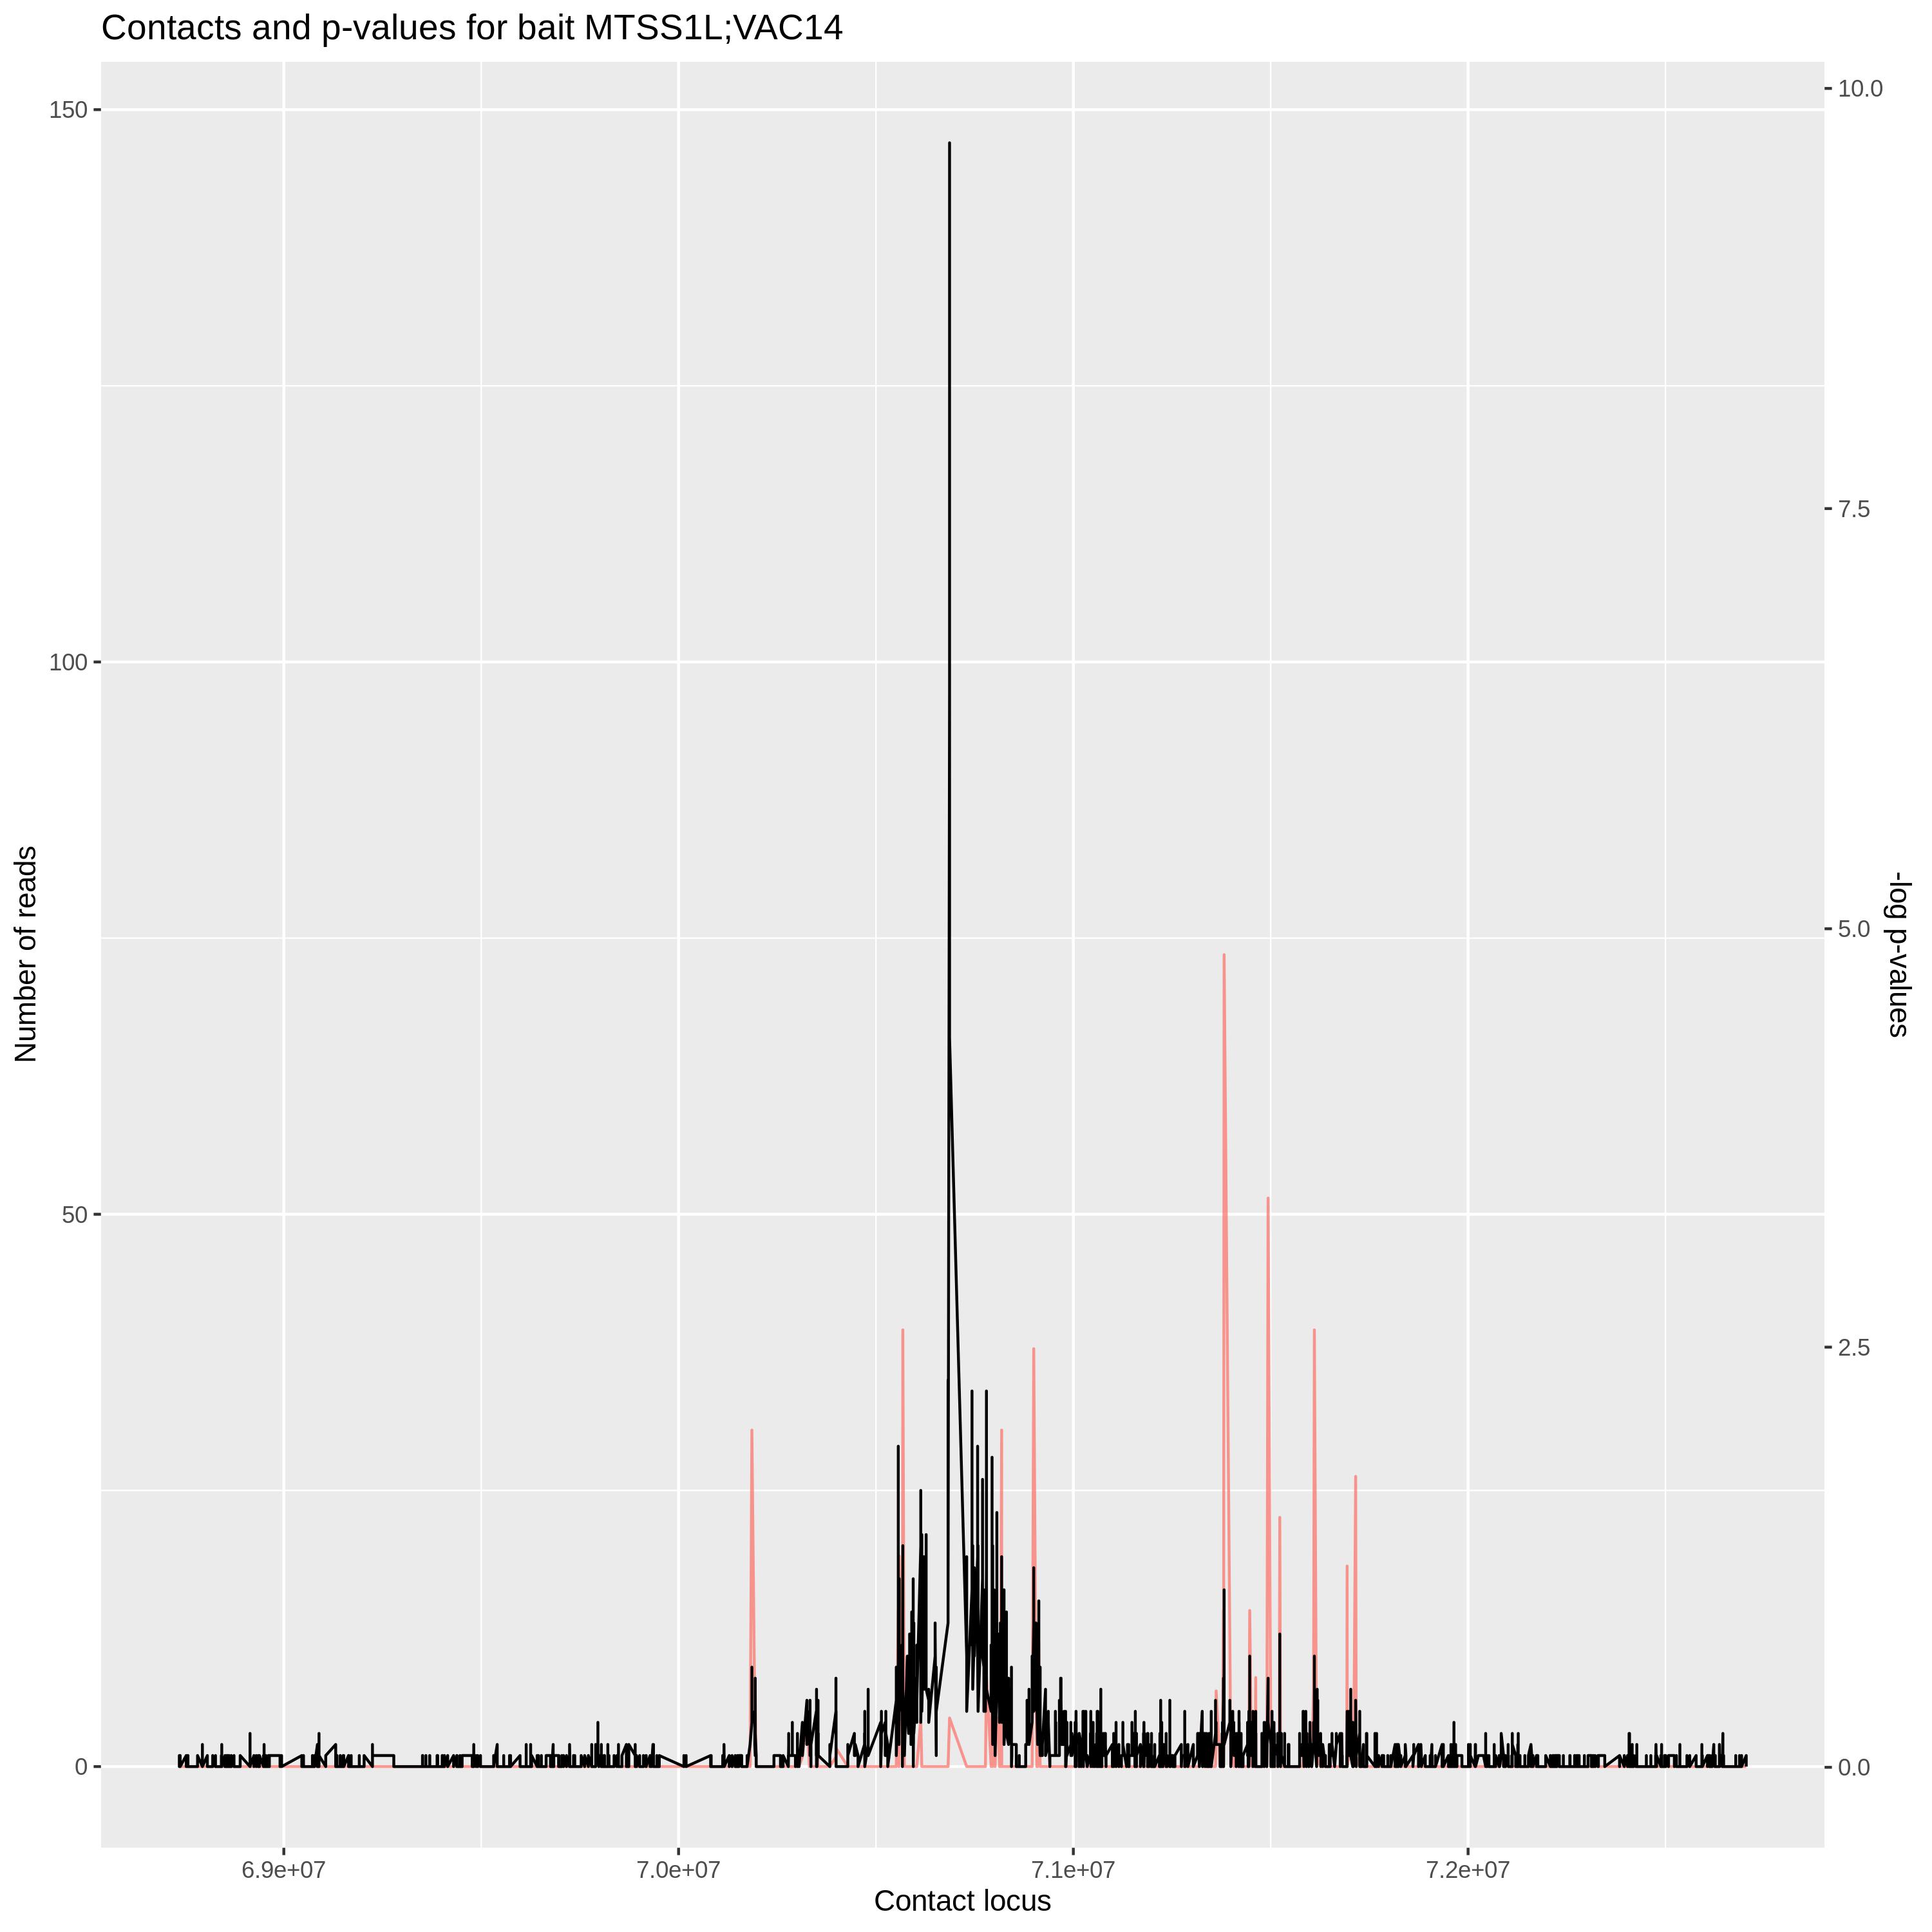 Contacts and p-values for bait MTSS1L;VAC14
150
100
50
0
Number of reads
10.0
7.5
5.0
2.5
0.0
-log p-values
6.9e+07
7.0e+07
7.1e+07
7.2e+07
Contact locus